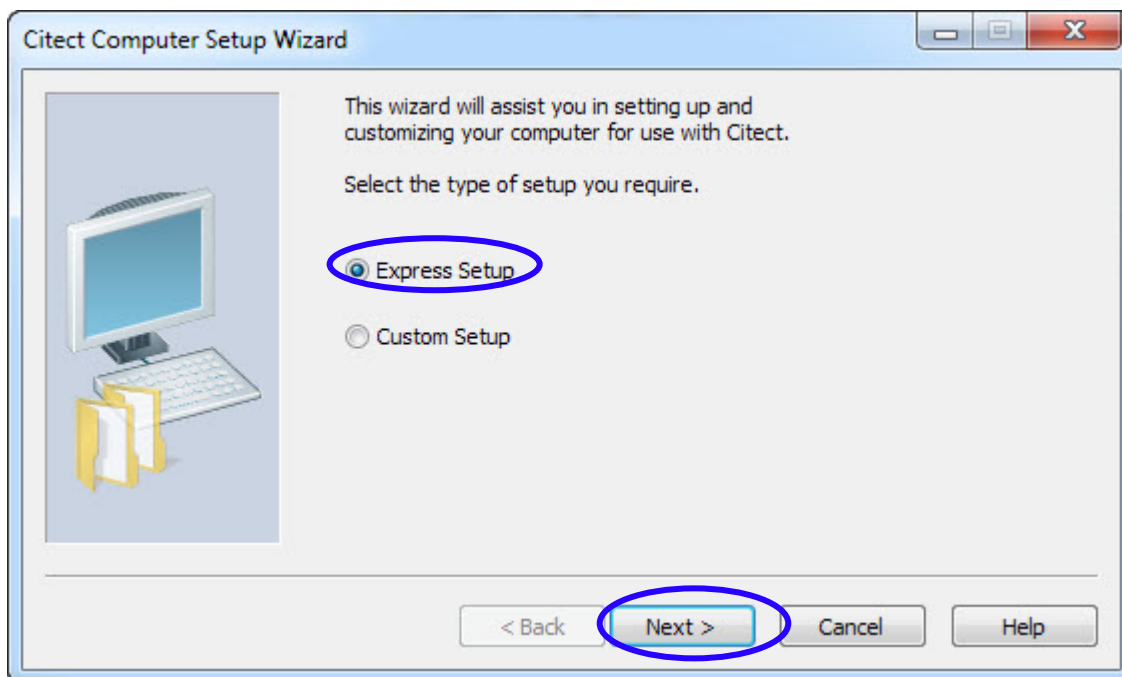 Citect Computer Setup Wizard
This wizard will assist you in setting up and
customizing your computer for use with Citect.
Select the type of setup you require.
Express Setup
Custom Setup
< Back Next > Cancel Help